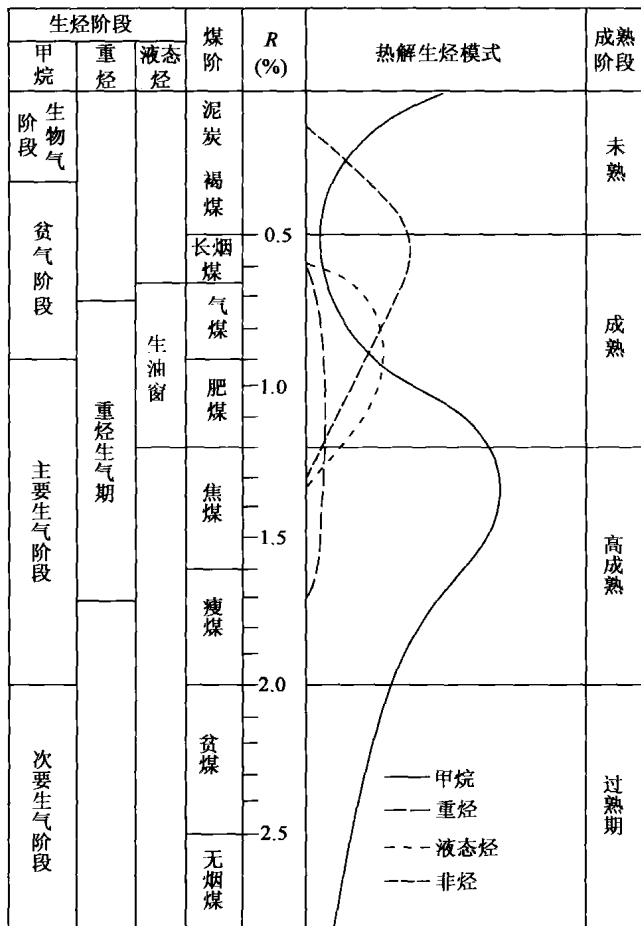 生烃阶段
甲烷
重烃
液态烃
煤阶
R
(%)
热解生烃模式
成熟阶段
生物气阶段
贫气阶段
主要生气阶段
次要生气阶段
重烃生气期
生油窗
泥炭
褐煤
长烟煤
气煤
肥煤
焦煤
瘦煤
贫煤
无烟煤
0.5
1.0
1.5
2.0
2.5
未熟
成熟
高成熟
过熟期
甲烷
重烃
液态烃
非烃